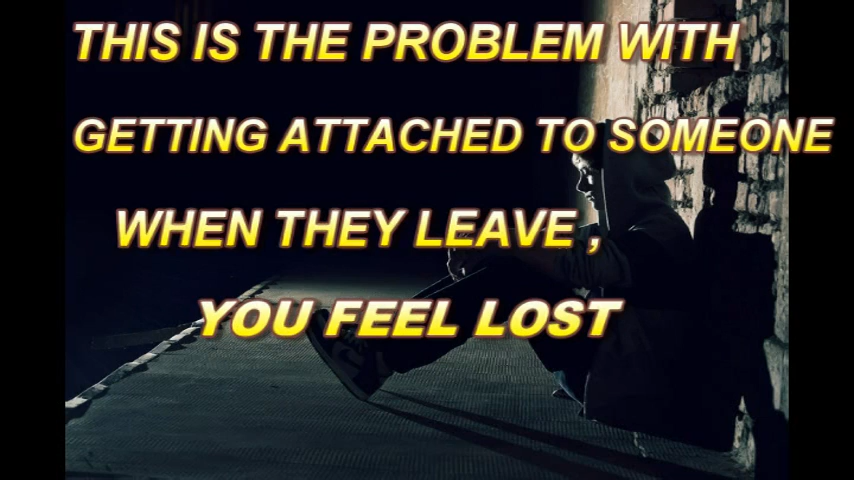 THIS IS THE PROBLEM WITH
GETTING ATTACHED TO SOMEONE
WHEN THEY LEAVE ,
YOU FEEL LOST